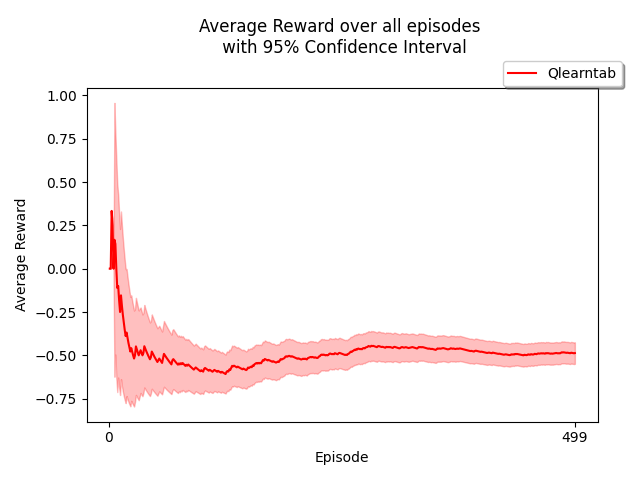 Average Reward over all episodes
with 95% Confidence Interval
Qlearntab
1.00
0.75
0.50
0.25
0.00
−0.25
−0.50
−0.75
Average Reward
0
499
Episode